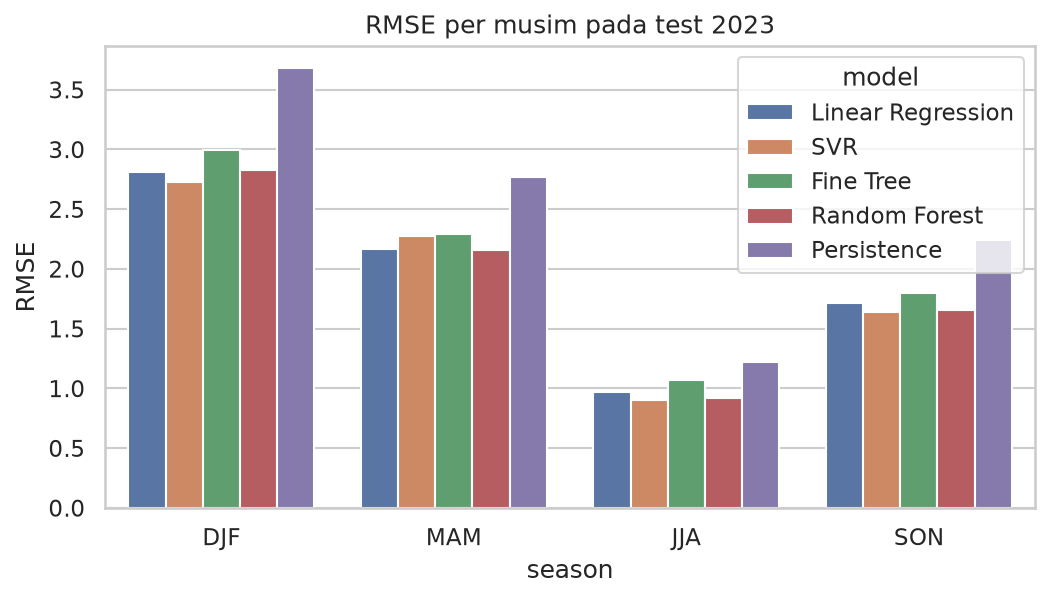 RMSE per musim pada test 2023
model
Linear Regression
SVR
Fine Tree
Random Forest
Persistence
RMSE
3.5
3.0
2.5
2.0
1.5
1.0
0.5
0.0
DJF MAM JJA SON
season